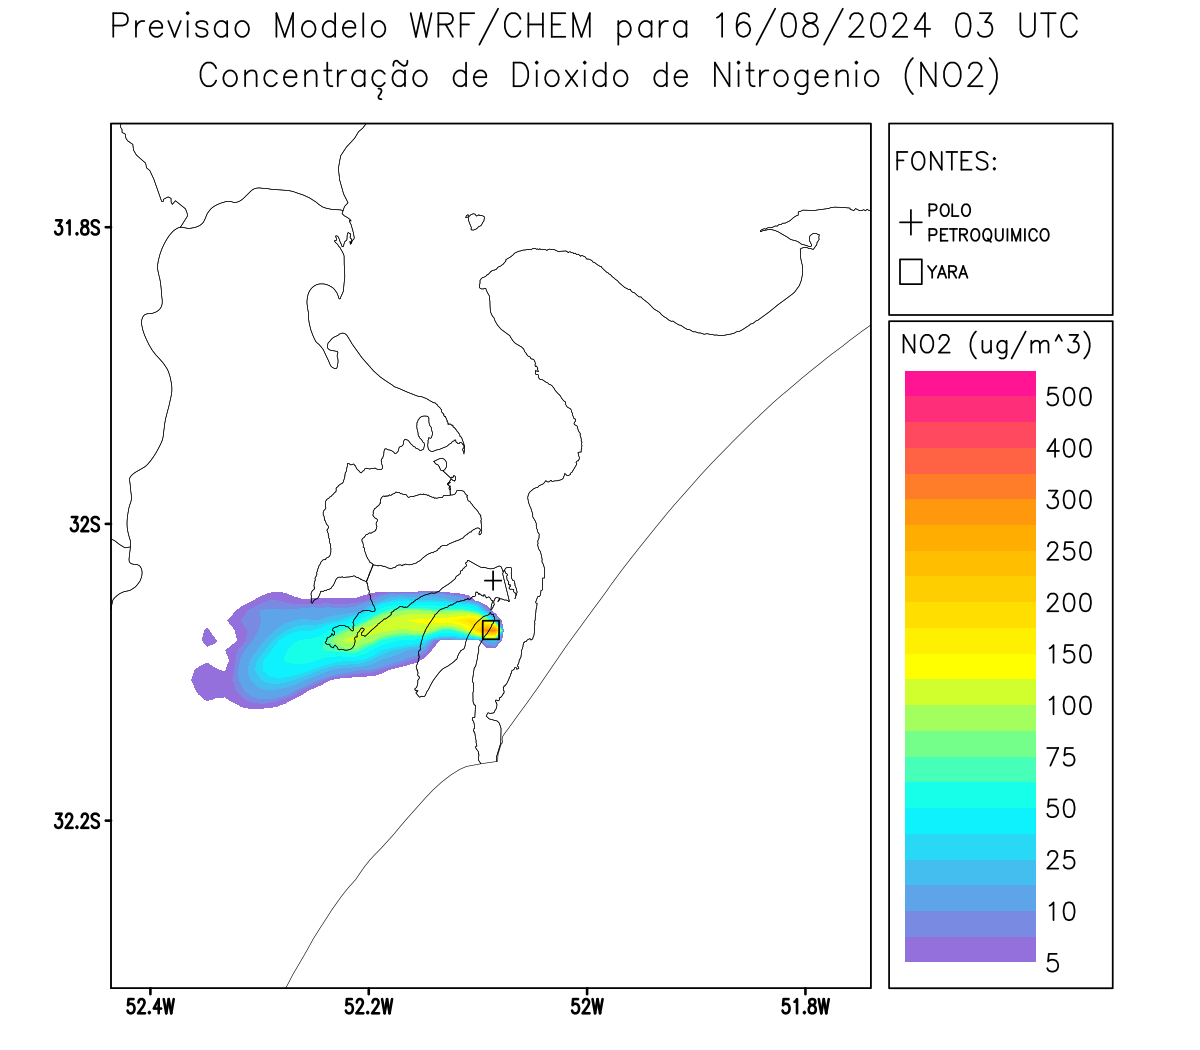 Previsao Modelo WRF/CHEM para 16/08/2024 03 UTC
Concentração de Dioxido de Nitrogenio (NO2)
FONTES:
POLO
PETROQUIMICO
YARA
NO2 (ug/m^3)
500
400
300
250
200
150
100
75
50
25
10
5
31.8S
32S
32.2S
52.4W
52.2W
52W
51.8W